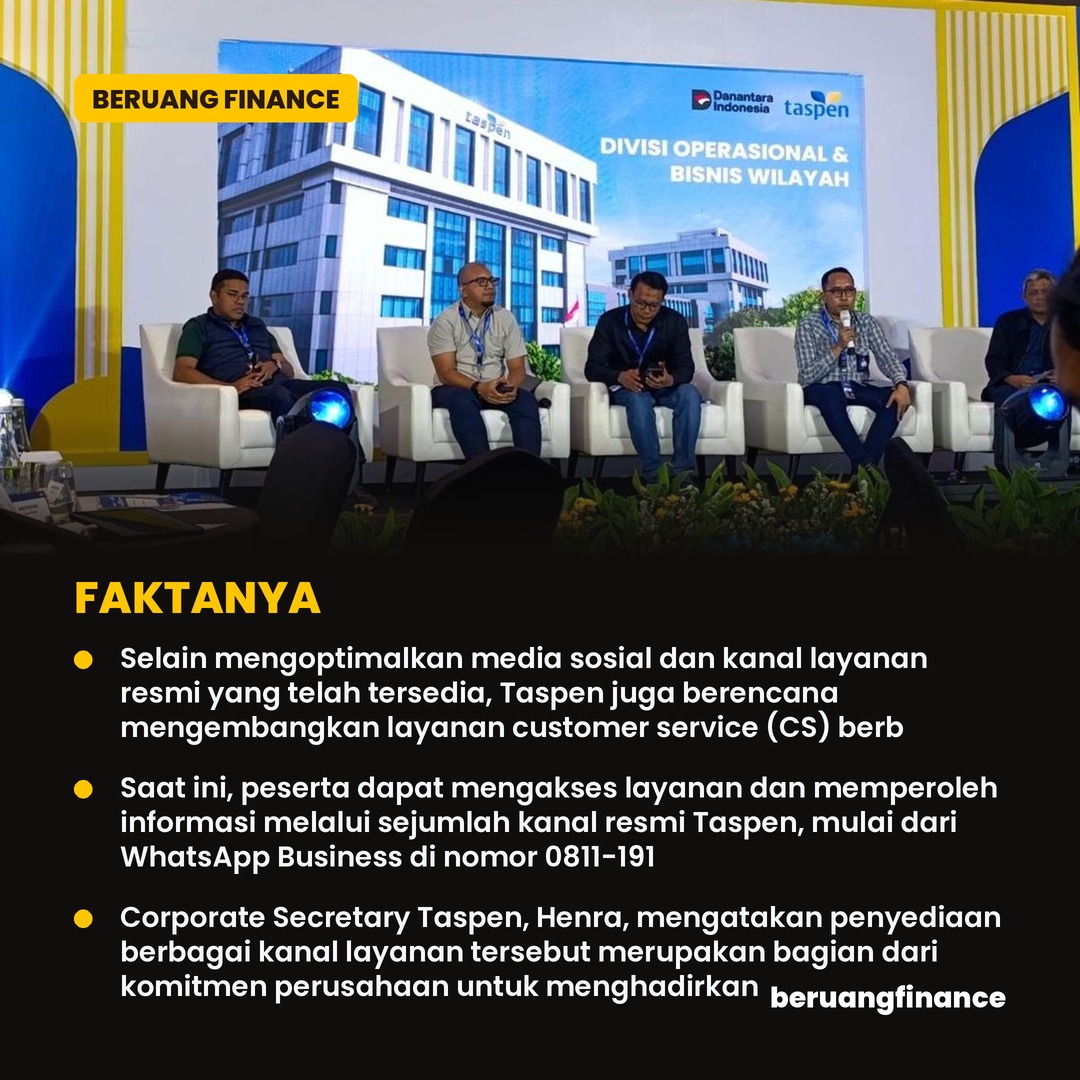 BERUANG FINANCE
Danantara
Indonesia
taspen
taspen
DIVISI OPERASIONAL &
BISNIS WILAYAH
FAKTANYA
Selain mengoptimalkan media sosial dan kanal layanan
resmi yang telah tersedia, Taspen juga berencana
mengembangkan layanan customer service (CS) berb
Saat ini, peserta dapat mengakses layanan dan memperoleh
informasi melalui sejumlah kanal resmi Taspen, mulai dari
WhatsApp Business di nomor 0811-191
Corporate Secretary Taspen, Henra, mengatakan penyediaan
berbagai kanal layanan tersebut merupakan bagian dari
komitmen perusahaan untuk menghadirkan
beruangfinance